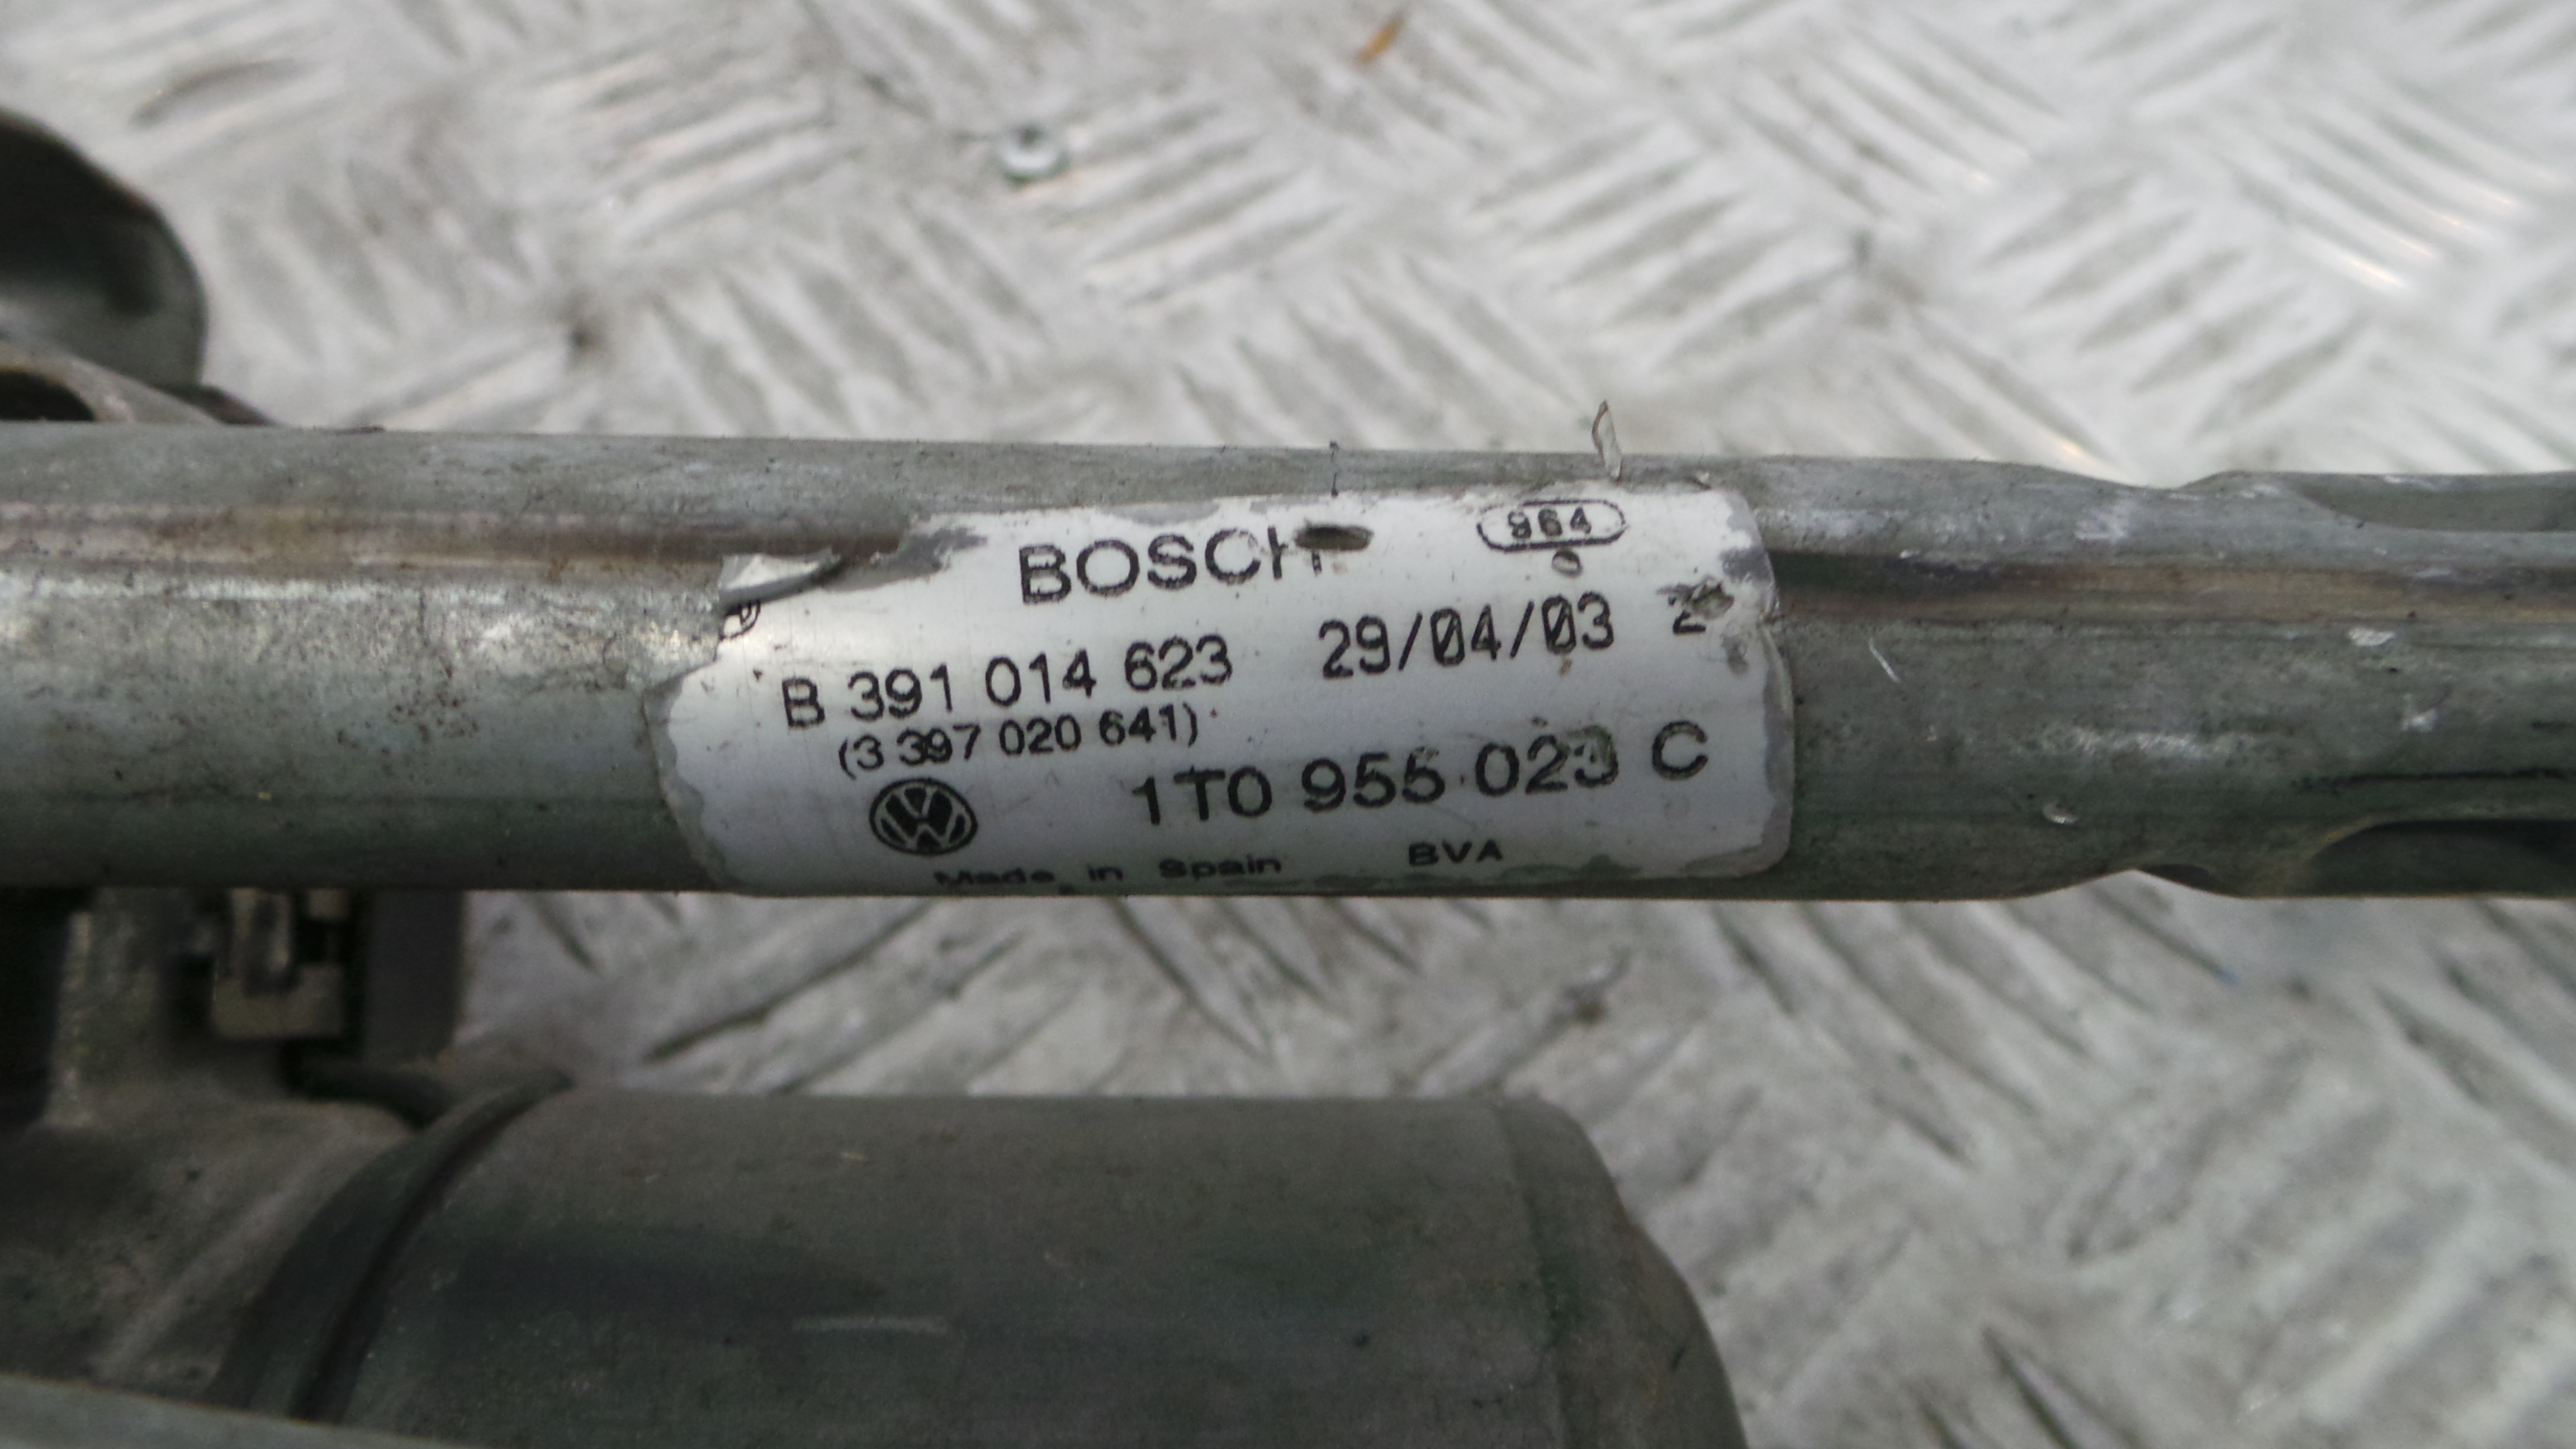 BOSCH 964
B 391 014 623 29/04/03 2
(3 397 020 641)
1T0 955 023 C
Made in Spain BVA